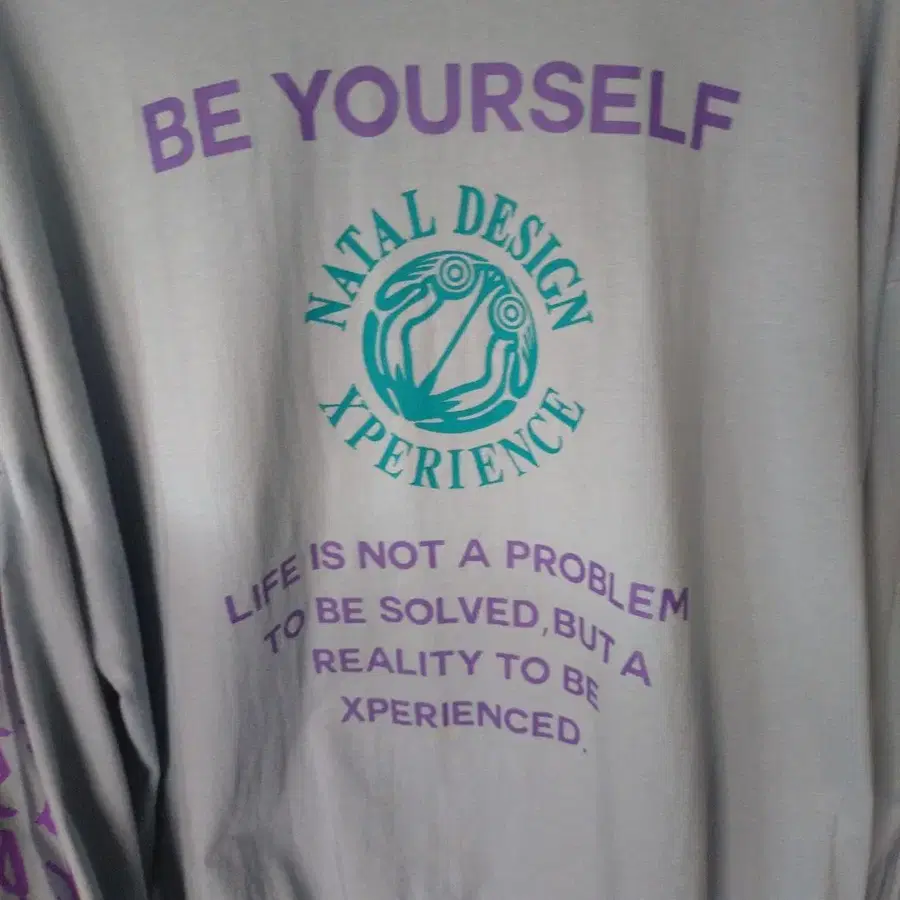 BE YOURSELF
NATAL DESIGN
XPERIENCE
LIFE IS NOT A PROBLEM
TO BE SOLVED, BUT A
REALITY TO BE
XPERIENCED.